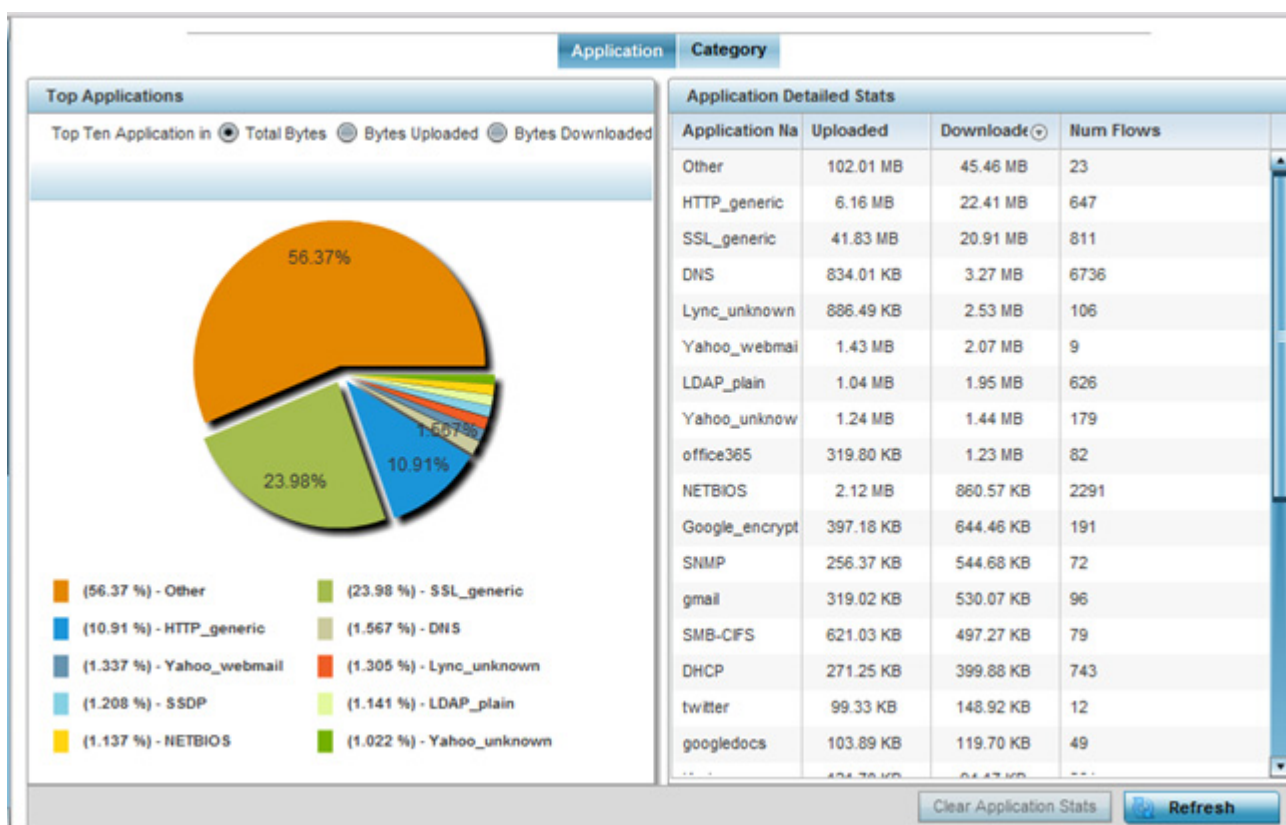 Application
Category
Top Applications
Top Ten Application in Total Bytes Bytes Uploaded Bytes Downloaded
56.37%
1.567%
10.91%
23.98%
(56.37 %) - Other
(23.98 %) - SSL_generic
(10.91 %) - HTTP_generic
(1.567 %) - DNS
(1.337 %) - Yahoo_webmail
(1.305 %) - Lync_unknown
(1.208 %) - SSDP
(1.141 %) - LDAP_plain
(1.137 %) - NETBIOS
(1.022 %) - Yahoo_unknown
Application Detailed Stats
Application Na Uploaded Downloade Num Flows
Other 102.01 MB 45.46 MB 23
HTTP_generic 6.16 MB 22.41 MB 647
SSL_generic 41.83 MB 20.91 MB 811
DNS 834.01 KB 3.27 MB 6736
Lync_unknown 886.49 KB 2.53 MB 106
Yahoo_webmai 1.43 MB 2.07 MB 9
LDAP_plain 1.04 MB 1.95 MB 626
Yahoo_unknow 1.24 MB 1.44 MB 179
office365 319.80 KB 1.23 MB 82
NETBIOS 2.12 MB 860.57 KB 2291
Google_encrypt 397.18 KB 644.46 KB 191
SNMP 256.37 KB 544.68 KB 72
gmail 319.02 KB 530.07 KB 96
SMB-CIFS 621.03 KB 497.27 KB 79
DHCP 271.25 KB 399.88 KB 743
twitter 99.33 KB 148.92 KB 12
googledocs 103.89 KB 119.70 KB 49
Clear Application Stats
Refresh